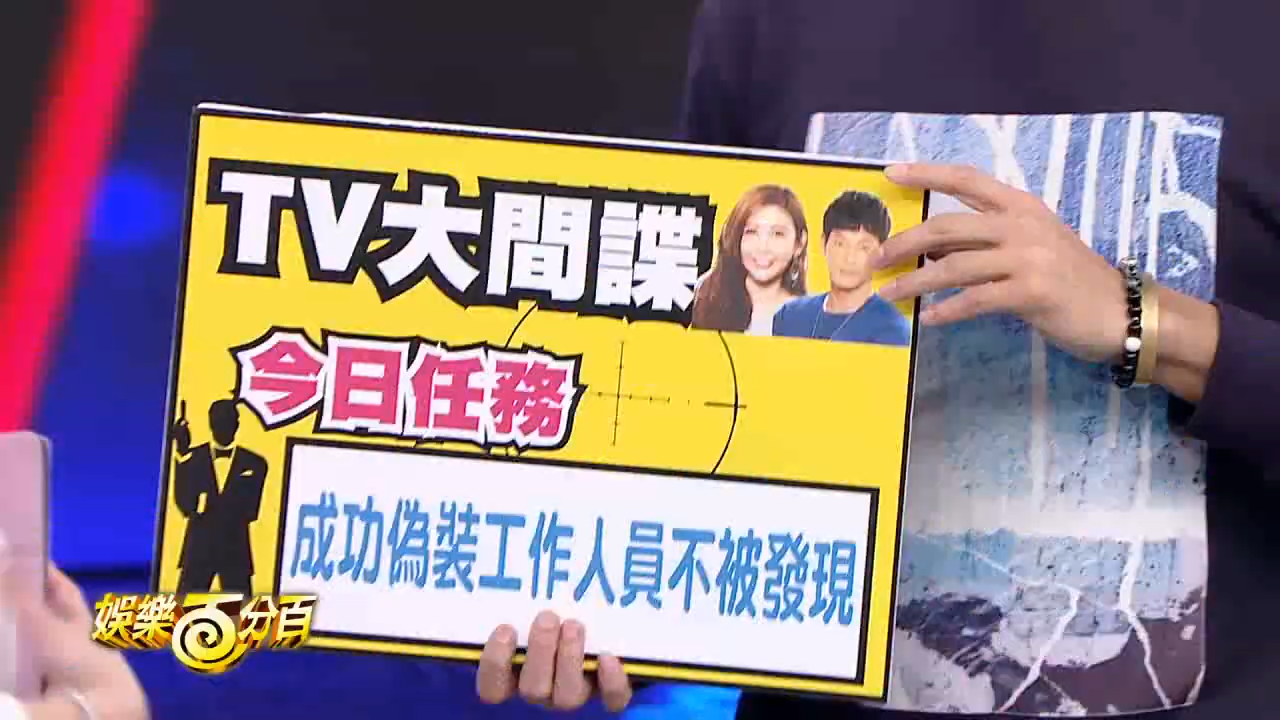 TV大間諜
今日任務
成功偽裝工作人員不被發現
娛樂百分百